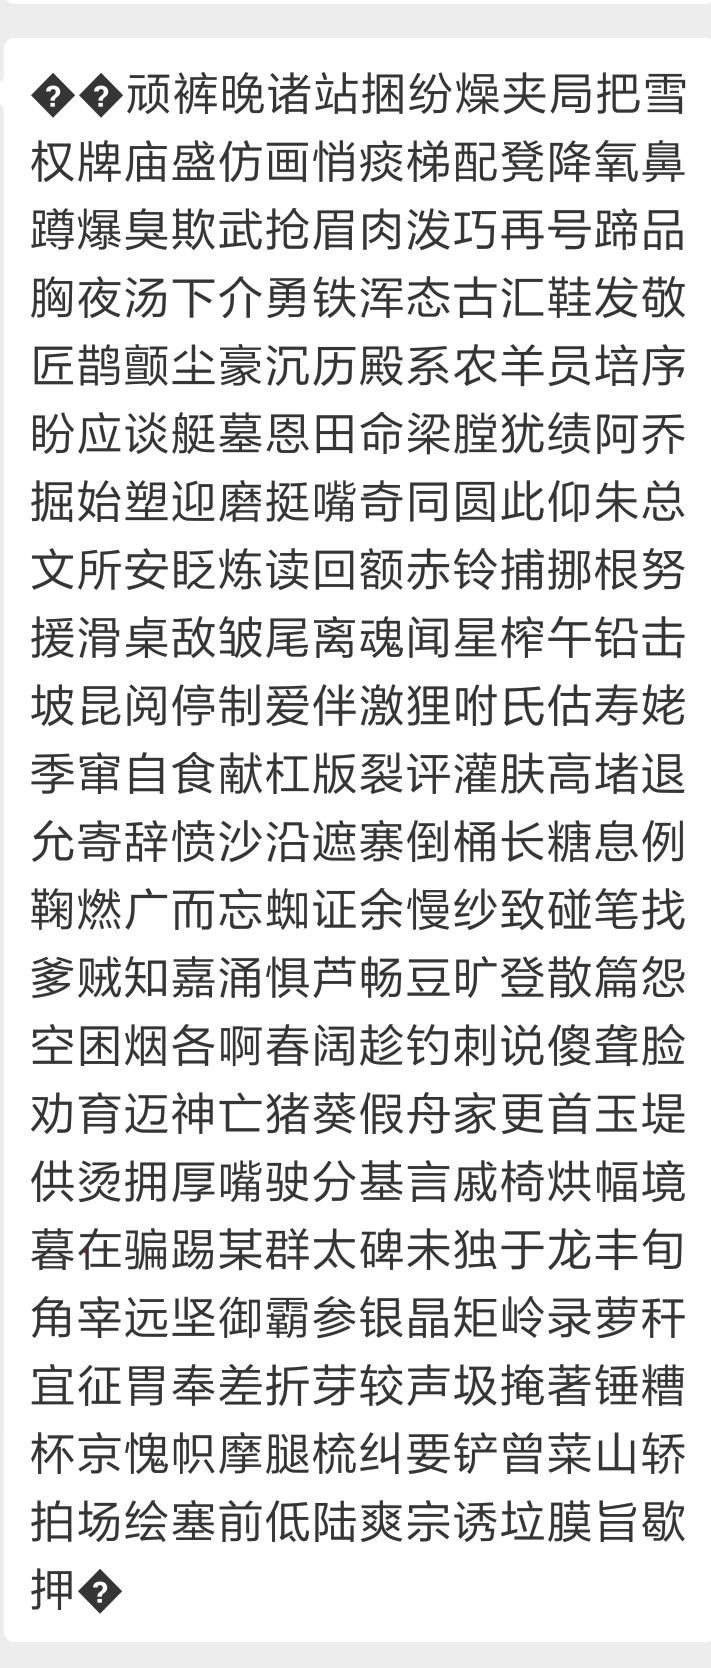 ��顽裤晚诸站捆纷燥夹局把雪
权牌庙盛仿画悄痰梯配凳降氧鼻
蹲爆臭欺武抢眉肉泼巧再号蹄品
胸夜汤下介勇铁浑态古汇鞋发敬
匠鹊颤尘豪沉历殿系农羊员培序
盼应谈艇墓恩田命梁膛犹绩阿乔
掘始塑迎磨挺嘴奇同圆此仰朱总
文所安眨炼读回额赤铃捕挪根努
援滑桌敌皱尾离魂闻星榨午铅击
坡昆阅停制爱伴激狸咐氏估寿姥
季窜自食献杠版裂评灌肤高堵退
允寄辞愤沙沿遮寨倒桶长糖息例
鞠燃广而忘蜘证余慢纱致碰笔找
爹贼知嘉涌惧芦畅豆旷登散篇怨
空困烟各啊春阔趁钓刺说傻聋脸
劝育迈神亡猪葵假舟家更首玉堤
供烫拥厚嘴驶分基言戚椅烘幅境
暮在骗踢某群太碑未独于龙丰旬
角宰远坚御霸参银晶矩岭录萝秆
宜征胃奉差折芽较声圾掩著锤糟
杯京愧帜摩腿梳纠要铲曾菜山轿
拍场绘塞前低陆爽宗诱垃膜旨歇
押�